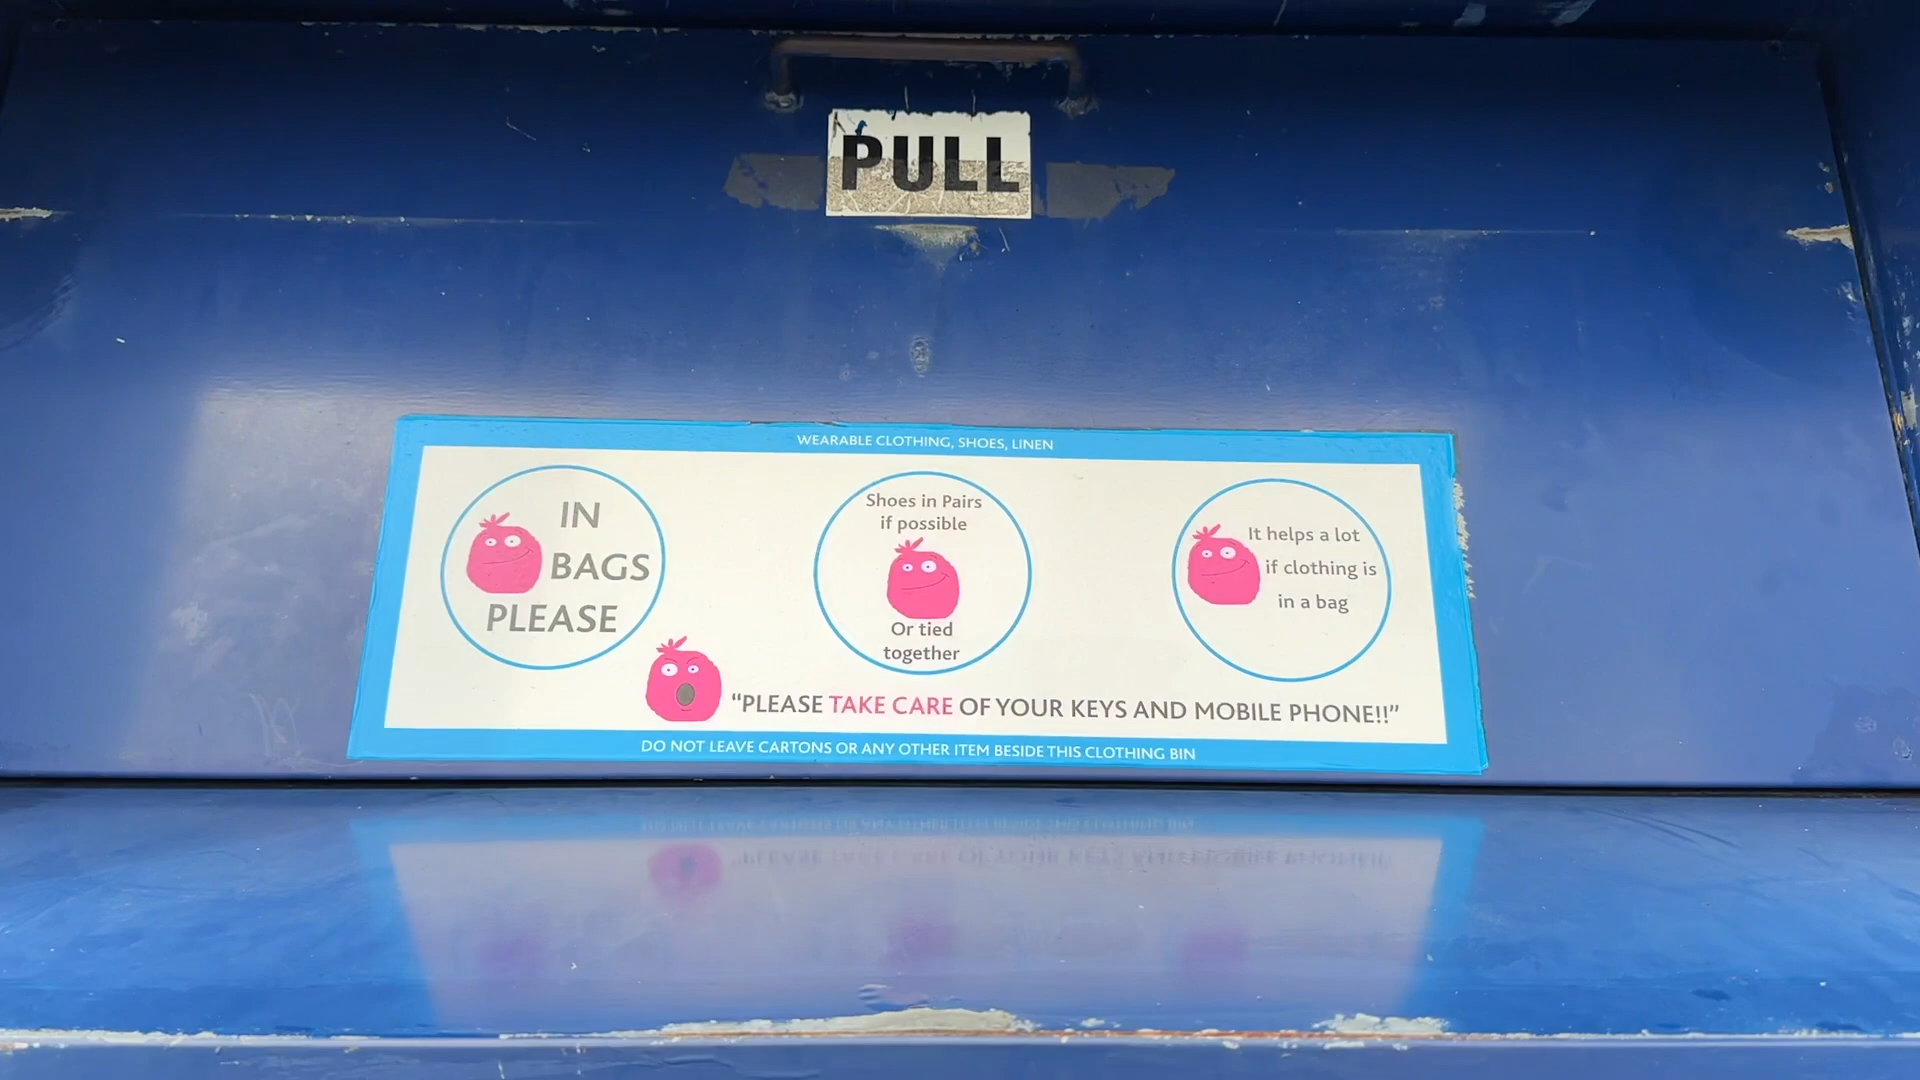 PULL
WEARABLE CLOTHING, SHOES, LINEN
IN
BAGS
PLEASE
Shoes in Pairs
if possible
Or tied
together
It helps a lot
if clothing is
in a bag
“PLEASE TAKE CARE OF YOUR KEYS AND MOBILE PHONE!!”
DO NOT LEAVE CARTONS OR ANY OTHER ITEM BESIDE THIS CLOTHING BIN